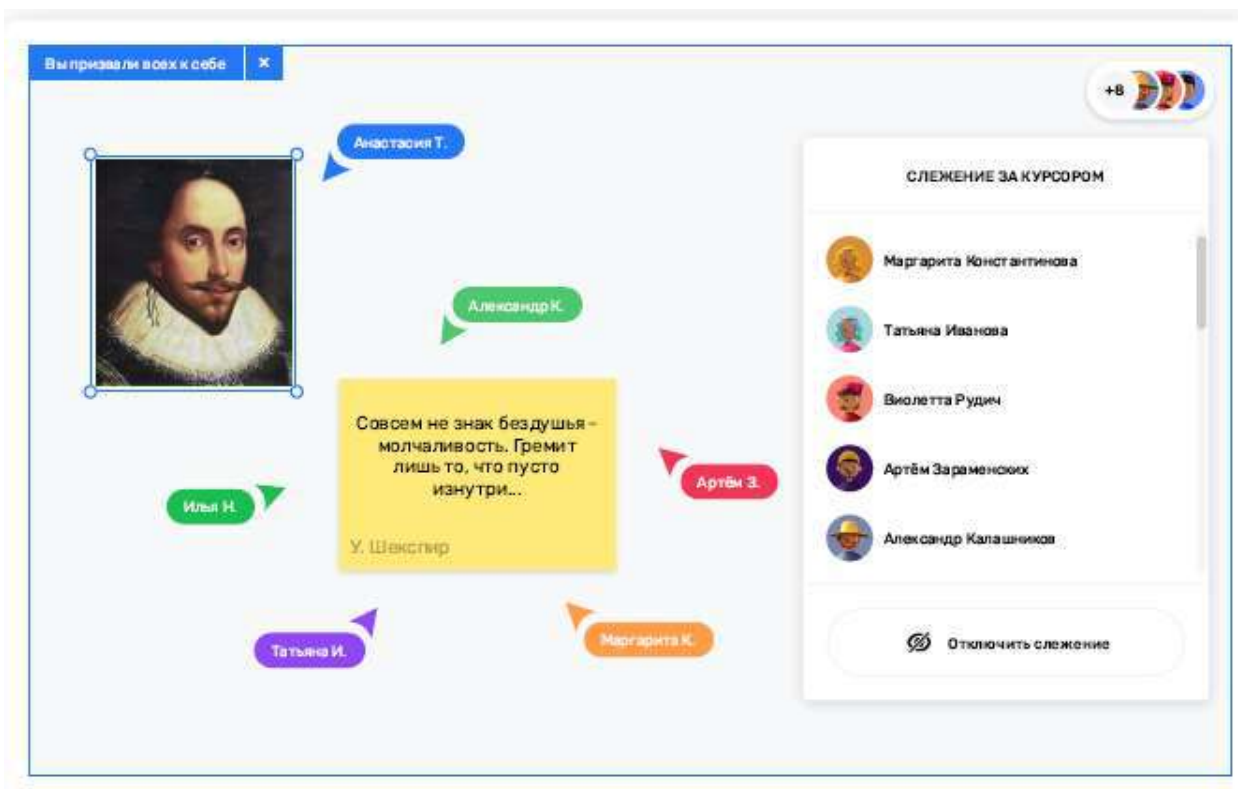 Вы призвали всех к себе ×
+8
Анастасия Т.
СЛЕЖЕНИЕ ЗА КУРСОРОМ
Маргарита Константинова
Александр К.
Татьяна Иванова
Виолетта Рудич
Совсем не знак бездушья –
молчаливость. Гремит
лишь то, что пусто
изнутри...
Артём Зараменских
Артём З.
Илья Н.
Александр Калашников
У. Шекспир
Татьяна И.
Маргарита К.
Отключить слежение